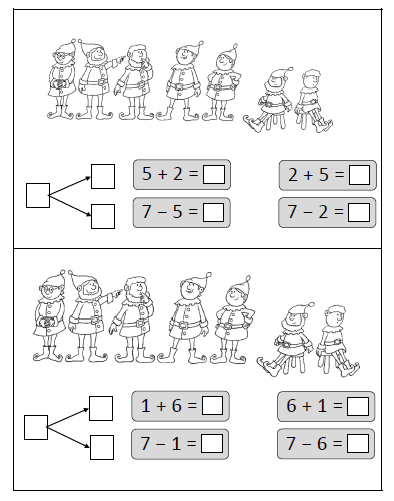 5 + 2 = 2 + 5 =
7 – 5 = 7 – 2 =
1 + 6 = 6 + 1 =
7 – 1 = 7 – 6 =